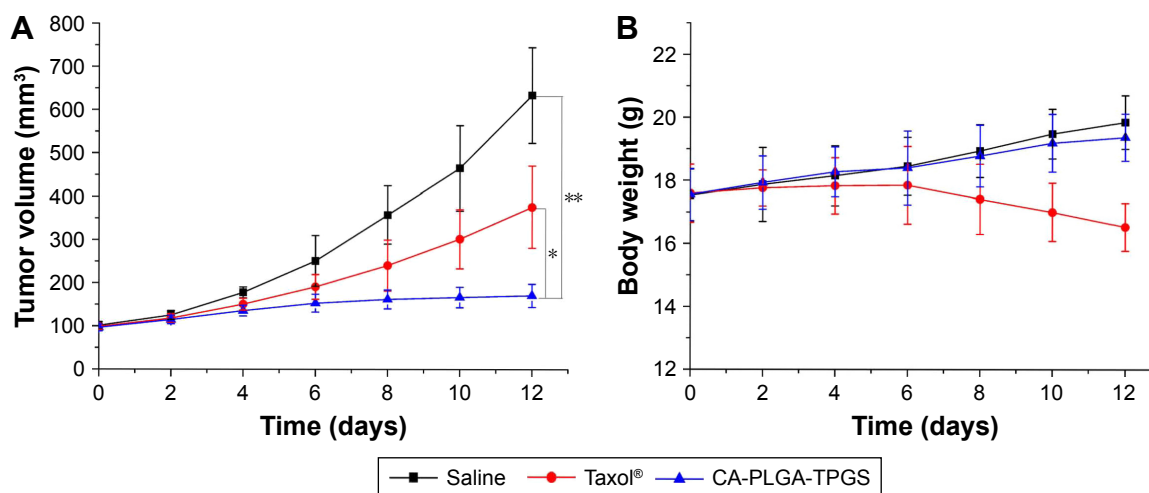 A
Tumor volume (mm³)
800
700
600
500
400
300
200
100
0
**
*
0 2 4 6 8 10 12
Time (days)
B
Body weight (g)
22
20
18
16
14
12
0 2 4 6 8 10 12
Time (days)
Saline Taxol® CA-PLGA-TPGS